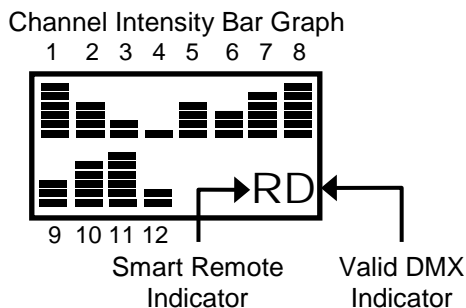 Channel Intensity Bar Graph
1 2 3 4 5 6 7 8
RD
9 10 11 12
Smart Remote Valid DMX
Indicator Indicator